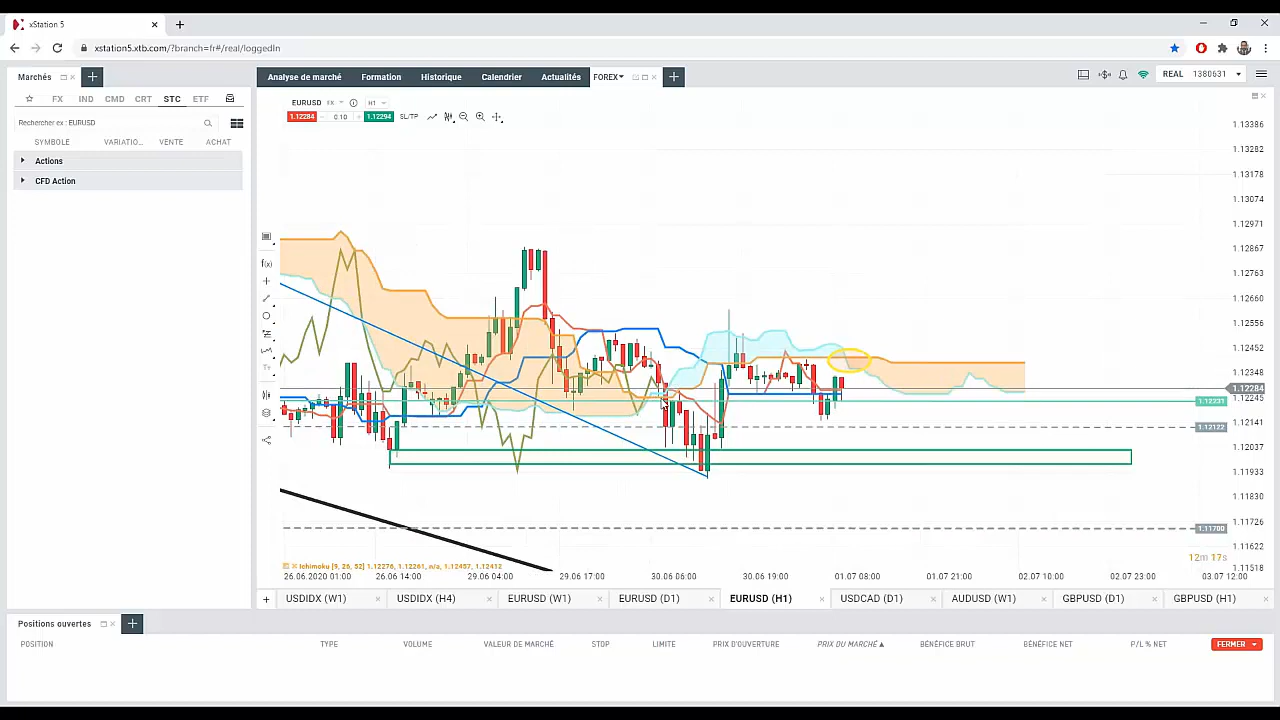 xStation 5
xstation5.xtb.com/?branch=fr#/real/loggedIn
Marchés
Analyse de marché Formation Historique Calendrier Actualités FOREX
REAL 1380631
FX IND CMD CRT STC ETF
Rechercher ex : EURUSD
SYMBOLE VARIATIO... VENTE ACHAT
Actions
CFD Action
EURUSD FX H1
1.12284 0.10 1.12294 SL/TP
1.13386
1.13282
1.13178
1.13074
1.12971
1.12867
1.12763
1.12660
1.12556
1.12452
1.12348
1.12284
1.12245
1.12231
1.12141
1.12122
1.12037
1.11933
1.11830
1.11726
1.11700
1.11622
1.11518
12m 17s
Ichimoku [9, 26, 52] 1.12276, 1.12261, n/a, 1.12457, 1.12412
26.06.2020 01:00 26.06 14:00 29.06 04:00 29.06 17:00 30.06 06:00 30.06 19:00 01.07 08:00 01.07 21:00 02.07 10:00 02.07 23:00 03.07 12:00
USDIDX (W1) USDIDX (H4) EURUSD (W1) EURUSD (D1) EURUSD (H1) USDCAD (D1) AUDUSD (W1) GBPUSD (D1) GBPUSD (H1)
Positions ouvertes
POSITION TYPE VOLUME VALEUR DE MARCHÉ STOP LIMITE PRIX D'OUVERTURE PRIX DU MARCHÉ ▲ BÉNÉFICE BRUT BÉNÉFICE NET P/L % NET FERMER